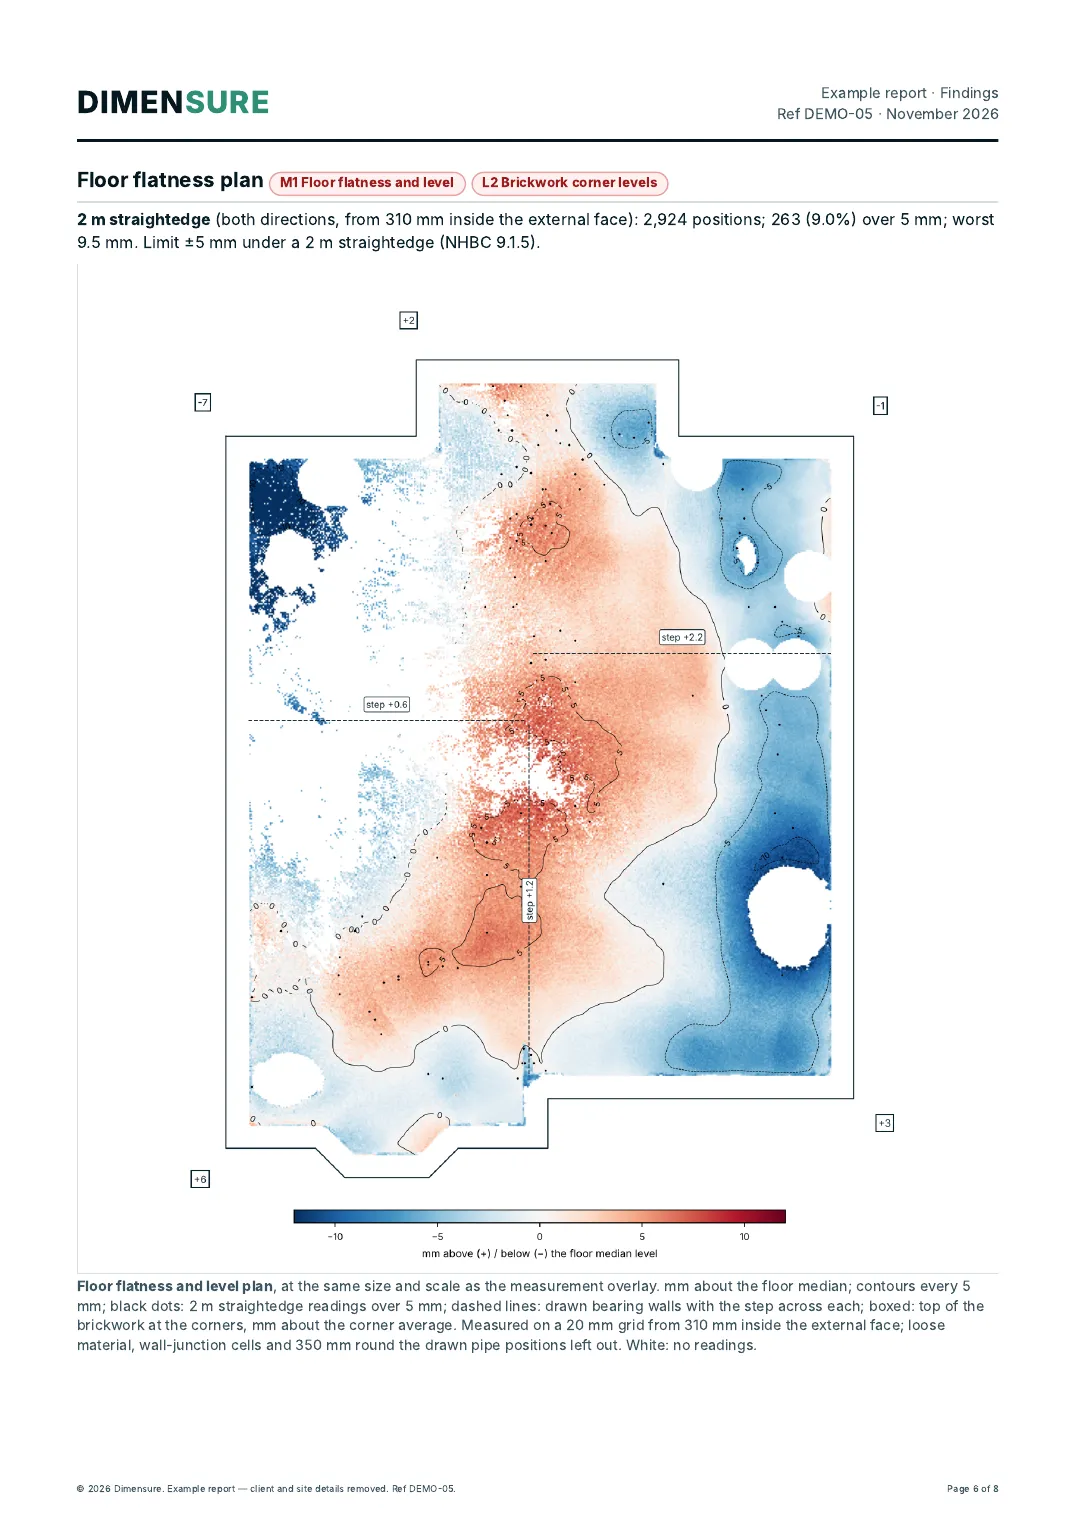 DIMENSURE
Example report · Findings
Ref DEMO-05 · November 2026
Floor flatness plan M1 Floor flatness and level L2 Brickwork corner levels
2 m straightedge (both directions, from 310 mm inside the external face): 2,924 positions; 263 (9.0%) over 5 mm; worst
9.5 mm. Limit ±5 mm under a 2 m straightedge (NHBC 9.1.5).
+2
-7
-1
step +2.2
step +0.6
step +1.2
+3
+6
−10 −5 0 5 10
mm above (+) / below (−) the floor median level
Floor flatness and level plan, at the same size and scale as the measurement overlay. mm about the floor median; contours every 5
mm; black dots: 2 m straightedge readings over 5 mm; dashed lines: drawn bearing walls with the step across each; boxed: top of the
brickwork at the corners, mm about the corner average. Measured on a 20 mm grid from 310 mm inside the external face; loose
material, wall-junction cells and 350 mm round the drawn pipe positions left out. White: no readings.
© 2026 Dimensure. Example report — client and site details removed. Ref DEMO-05.
Page 6 of 8